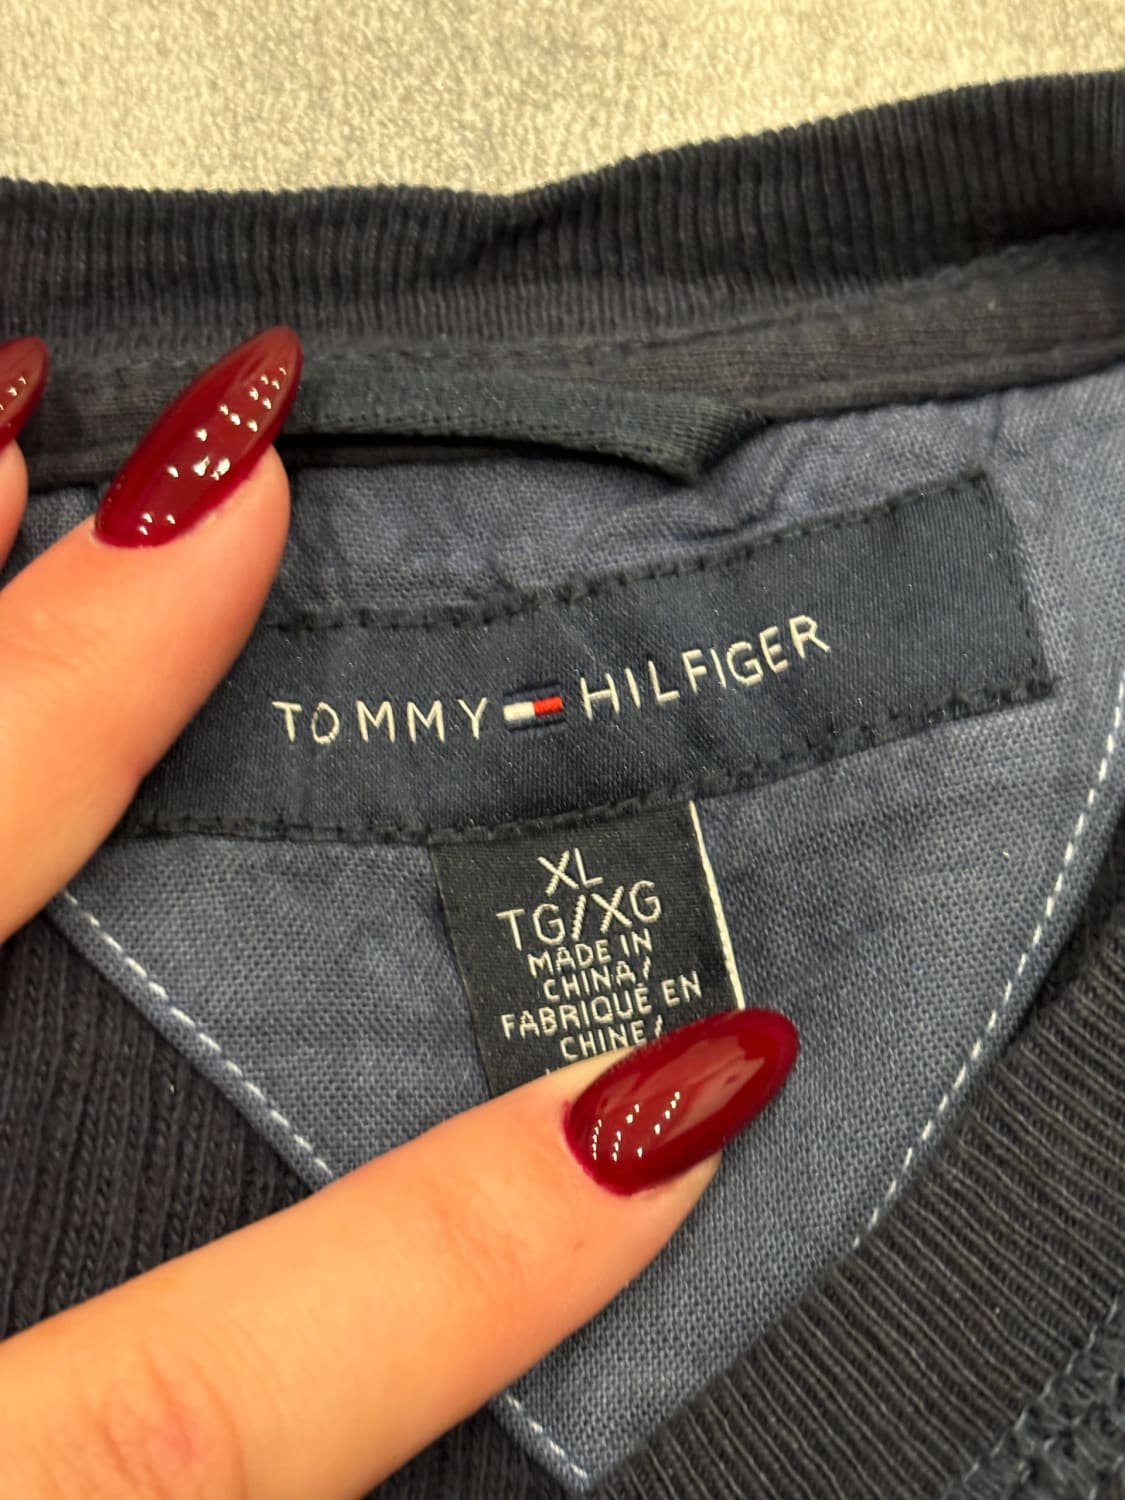 TOMMY HILFIGER
XL
TG/XG
MADE IN
CHINA/
FABRIQUÉ EN
CHINE/